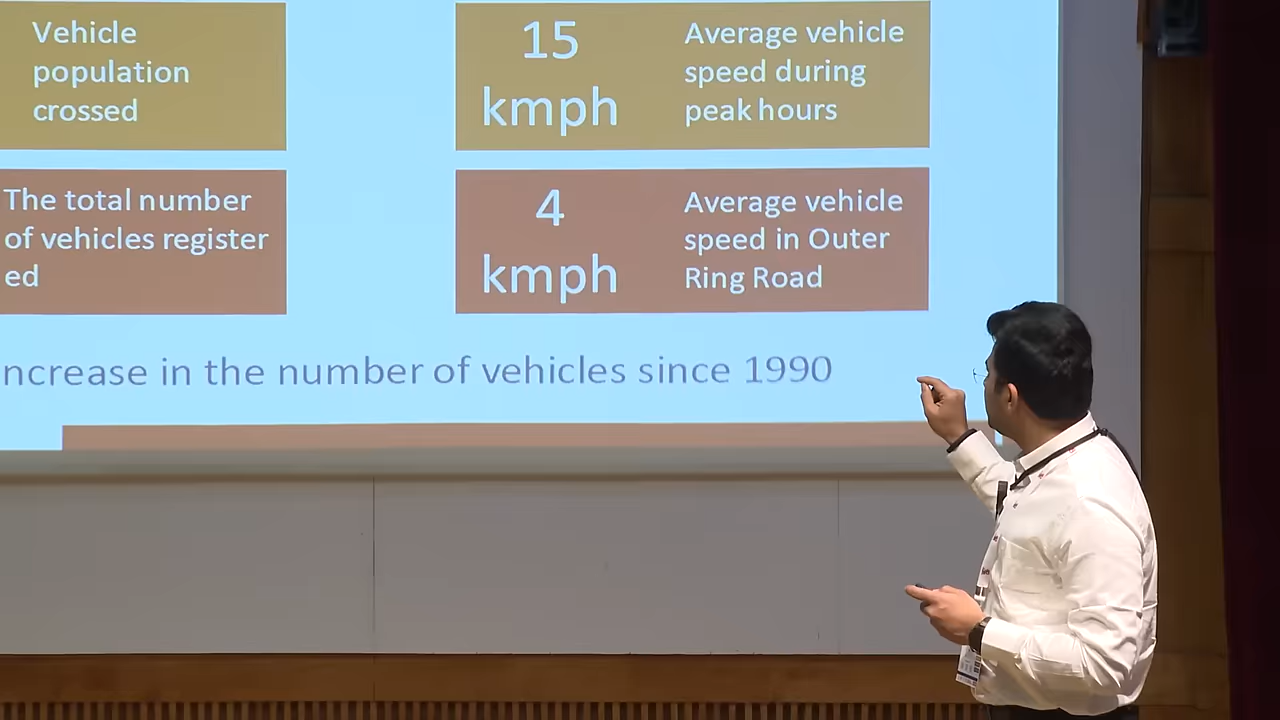 Vehicle
population
crossed
15
kmph
Average vehicle
speed during
peak hours
The total number
of vehicles register
ed
4
kmph
Average vehicle
speed in Outer
Ring Road
ncrease in the number of vehicles since 1990